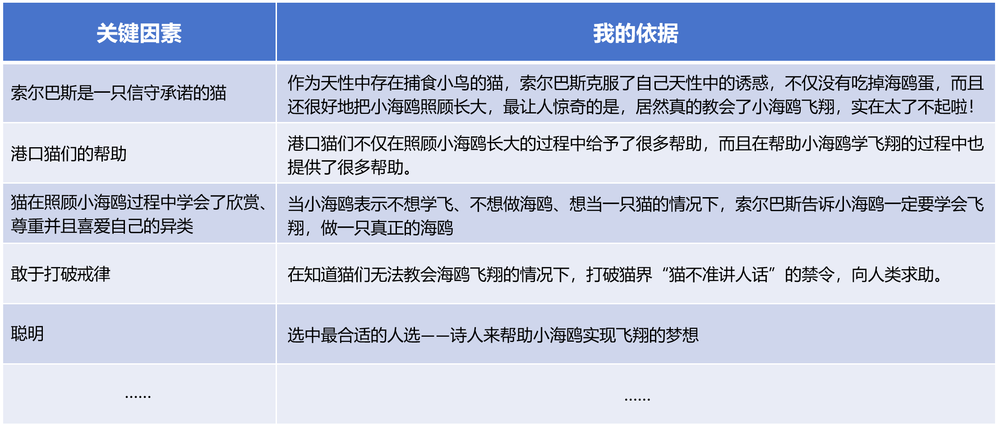 关键因素
我的依据
索尔巴斯是一只信守承诺的猫
作为天性中存在捕食小鸟的猫，索尔巴斯克服了自己天性中的诱惑，不仅没有吃掉海鸥蛋，而且
还很好地把小海鸥照顾长大，最让人惊奇的是，居然真的教会了小海鸥飞翔，实在太了不起啦！
港口猫们的帮助
港口猫们不仅在照顾小海鸥长大的过程中给予了很多帮助，而且在帮助小海鸥学飞翔的过程中也
提供了很多帮助。
猫在照顾小海鸥过程中学会了欣赏、
尊重并且喜爱自己的异类
当小海鸥表示不想学飞、不想做海鸥、想当一只猫的情况下，索尔巴斯告诉小海鸥一定要学会飞
翔，做一只真正的海鸥
敢于打破戒律
在知道猫们无法教会海鸥飞翔的情况下，打破猫界“猫不准讲人话”的禁令，向人类求助。
聪明
选中最合适的人选——诗人来帮助小海鸥实现飞翔的梦想
……
……